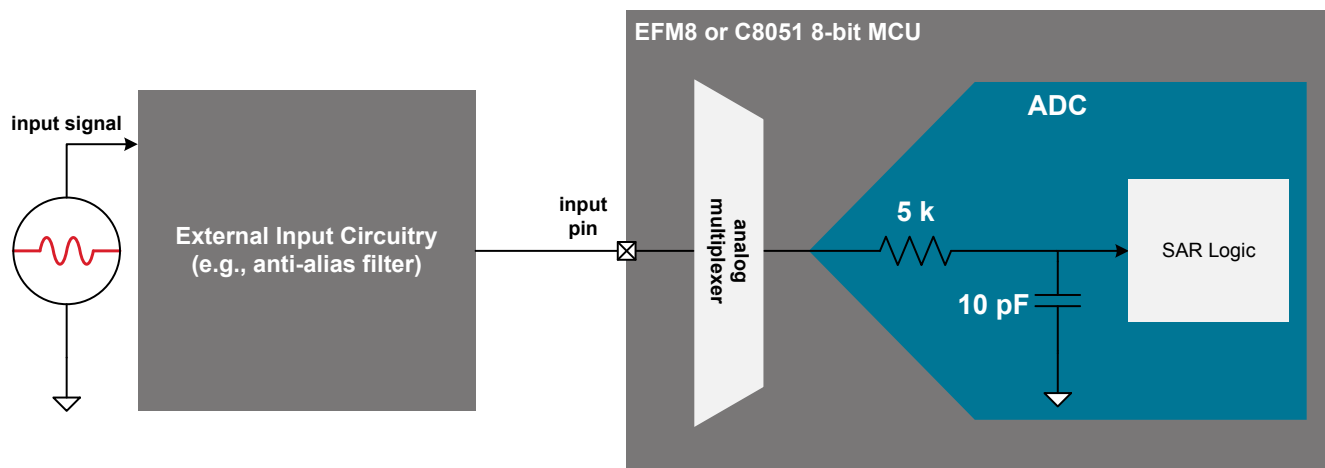 EFM8 or C8051 8-bit MCU
ADC
input signal
External Input Circuitry
(e.g., anti-alias filter)
input
pin
analog
multiplexer
5 k
10 pF
SAR Logic